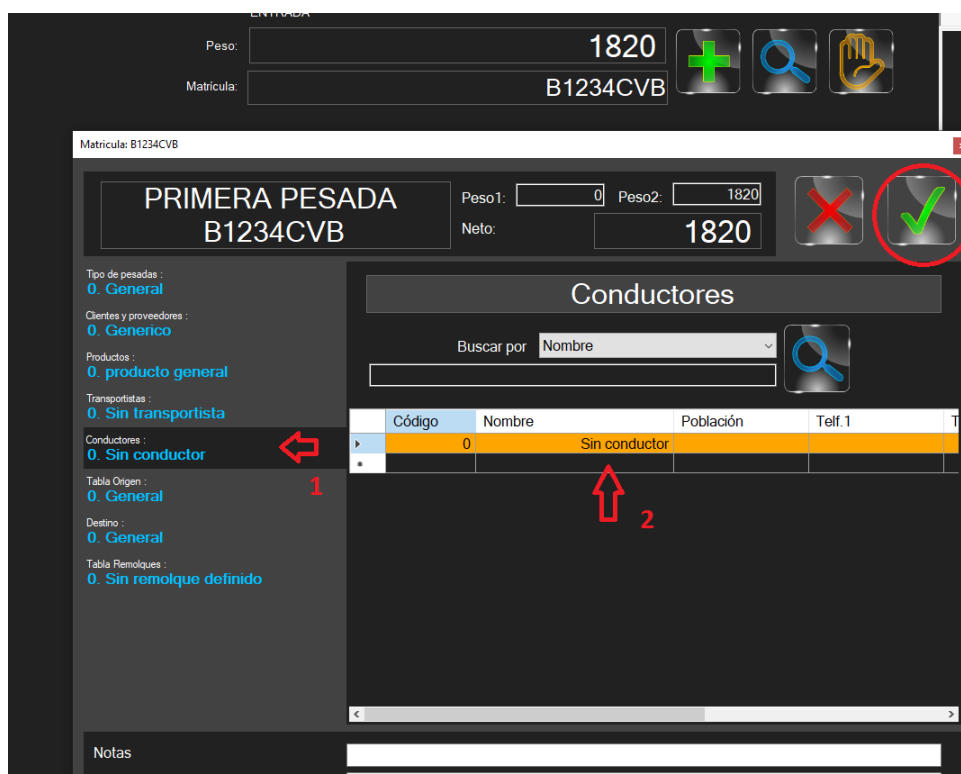 ENTRADA
Peso: 1820
Matrícula: B1234CVB
Matricula: B1234CVB
PRIMERA PESADA
B1234CVB
Peso1: 0 Peso2: 1820
Neto: 1820
Tipo de pesadas :
0. General
Clientes y proveedores :
0. Generico
Productos :
0. producto general
Transportistas :
0. Sin transportista
Conductores :
0. Sin conductor
1
Tabla Origen :
0. General
Destino :
0. General
Tabla Remolques :
0. Sin remolque definido
Conductores
Buscar por Nombre
Código Nombre Población Telf.1 T
0 Sin conductor
2
Notas